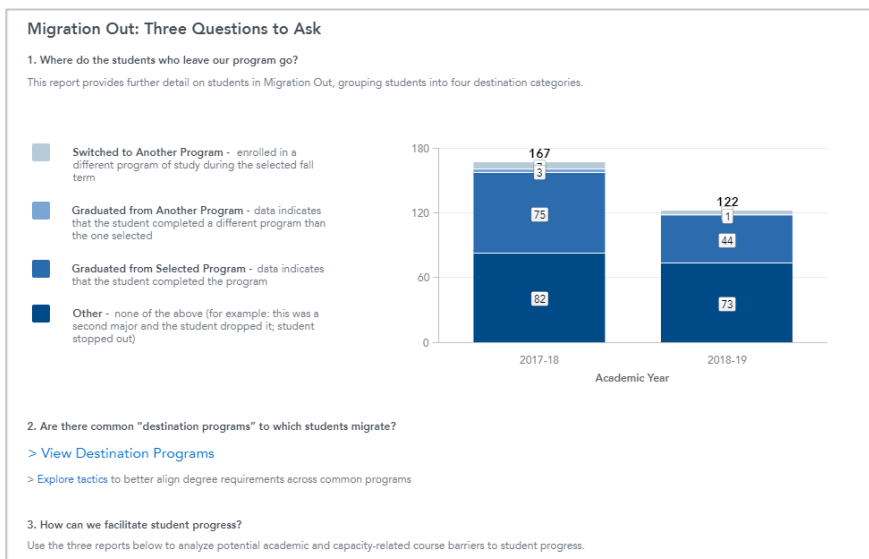 Migration Out: Three Questions to Ask
1. Where do the students who leave our program go?
This report provides further detail on students in Migration Out, grouping students into four destination categories.
Switched to Another Program - enrolled in a
different program of study during the selected fall
term
Graduated from Another Program - data indicates
that the student completed a different program than
the one selected
Graduated from Selected Program - data indicates
that the student completed the program
Other - none of the above (for example: this was a
second major and the student dropped it; student
stopped out)
180
120
60
0
167
3
75
82
122
1
44
73
2017-18
2018-19
Academic Year
2. Are there common "destination programs" to which students migrate?
> View Destination Programs
> Explore tactics to better align degree requirements across common programs
3. How can we facilitate student progress?
Use the three reports below to analyze potential academic and capacity-related course barriers to student progress.